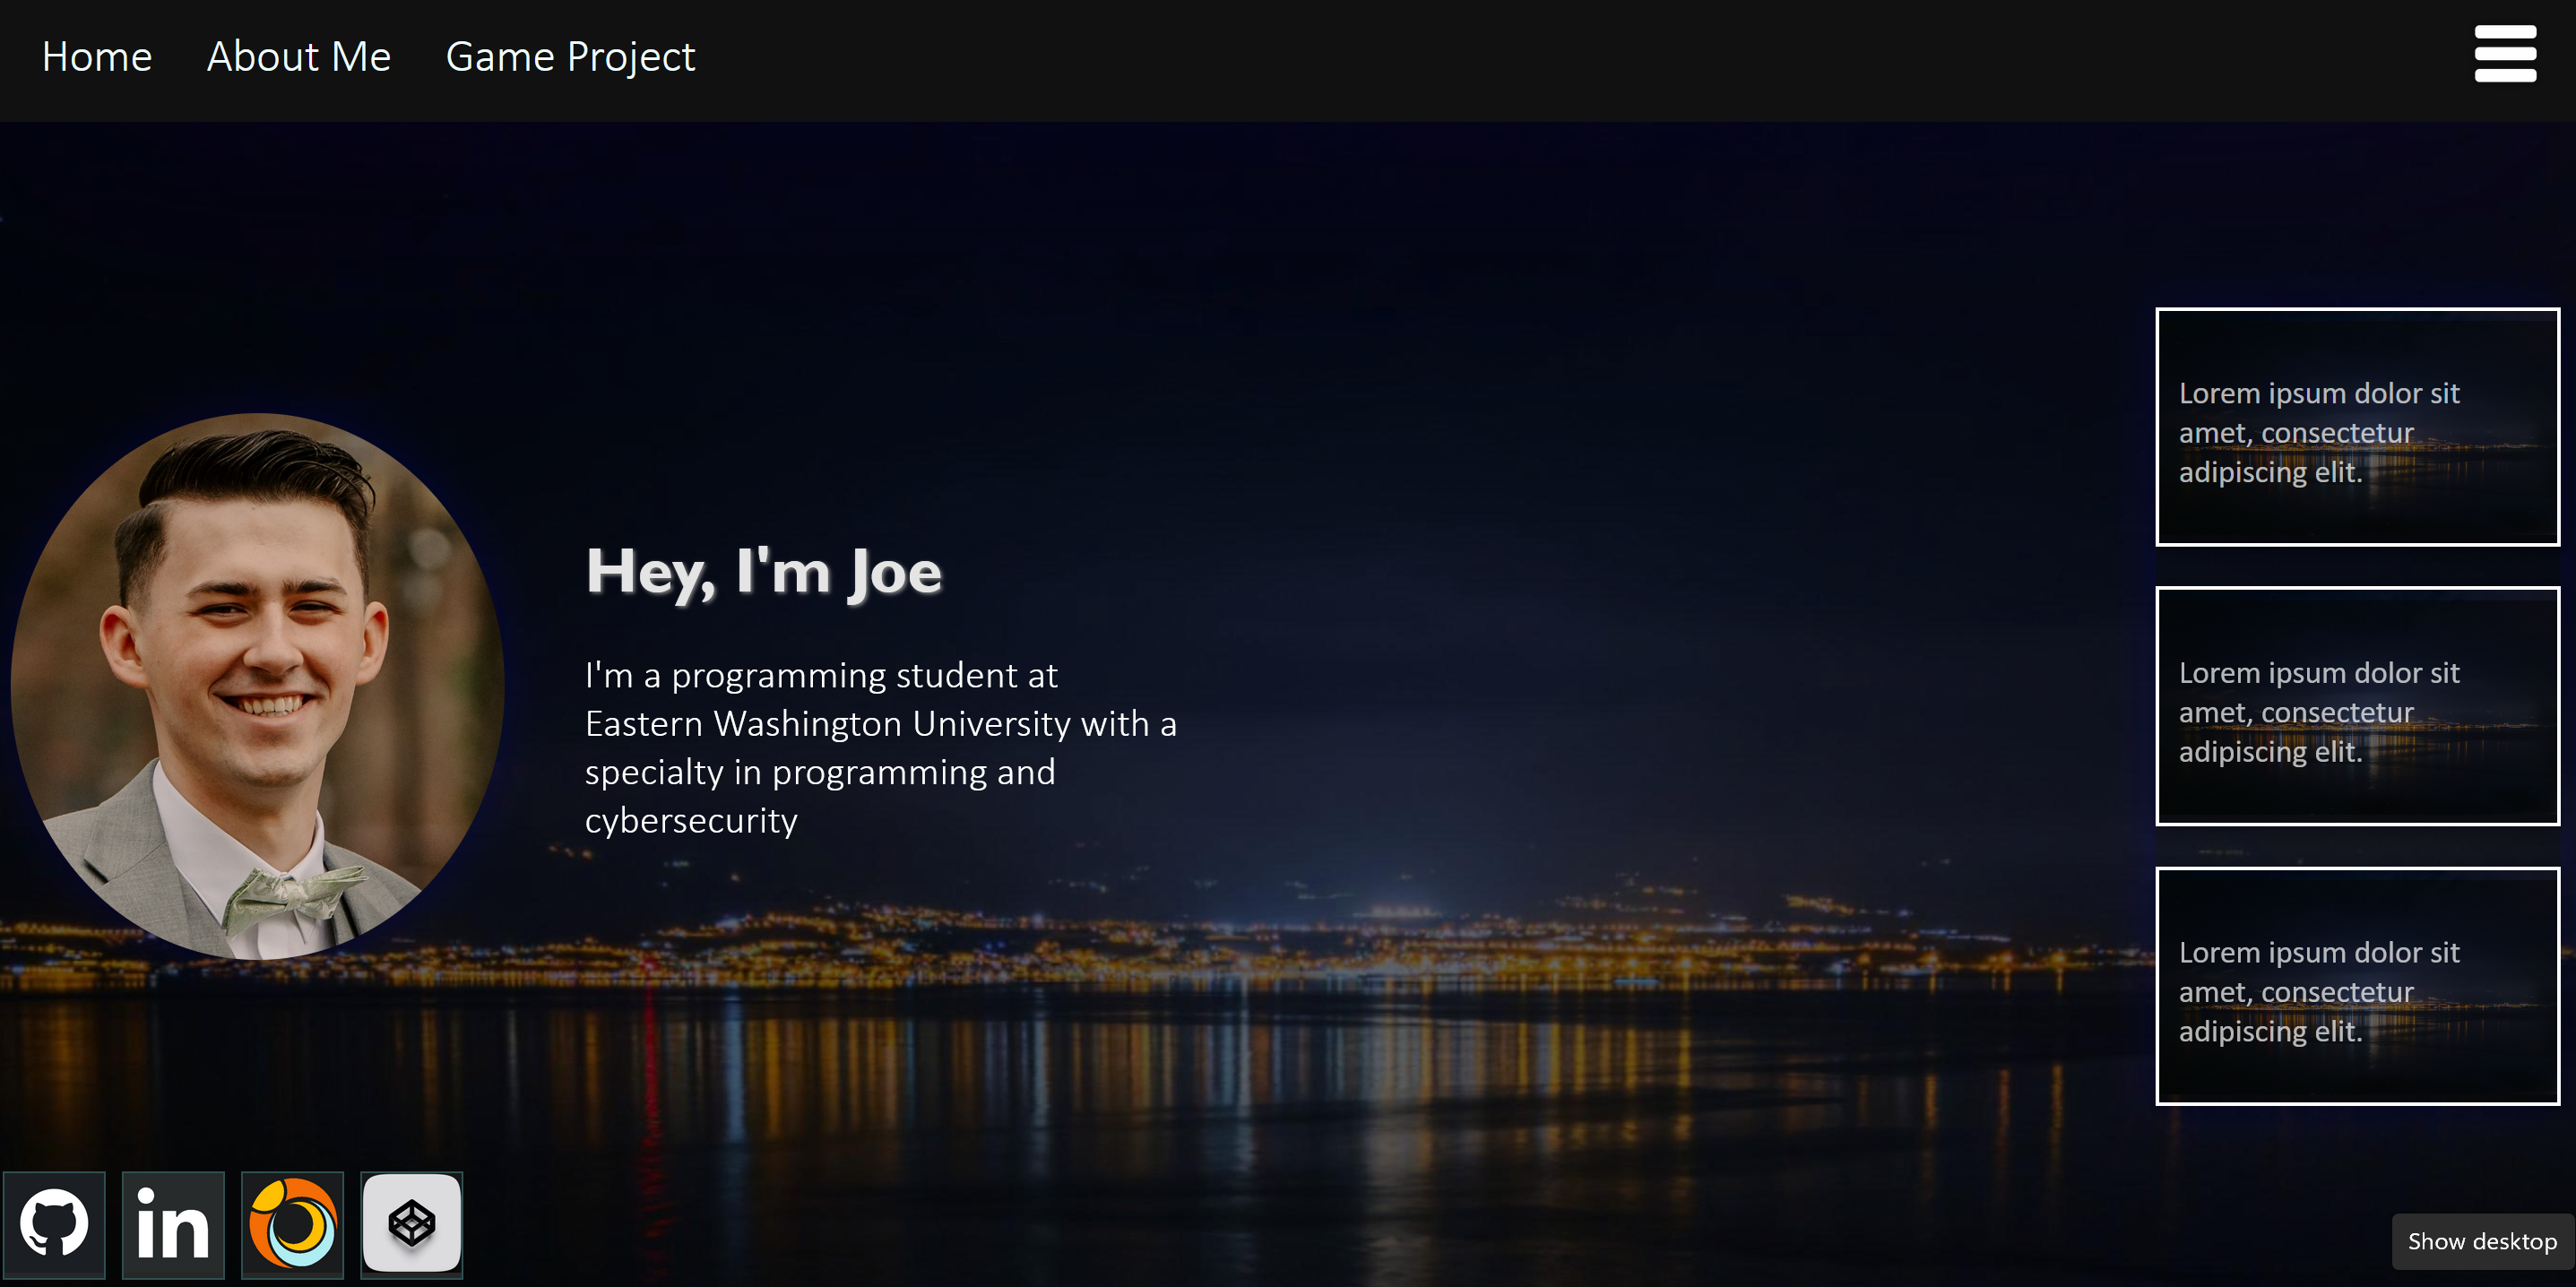 Home About Me Game Project
Hey, I'm Joe
I'm a programming student at
Eastern Washington University with a
specialty in programming and
cybersecurity
Lorem ipsum dolor sit
amet, consectetur
adipiscing elit.
Lorem ipsum dolor sit
amet, consectetur
adipiscing elit.
Lorem ipsum dolor sit
amet, consectetur
adipiscing elit.
in
Show desktop